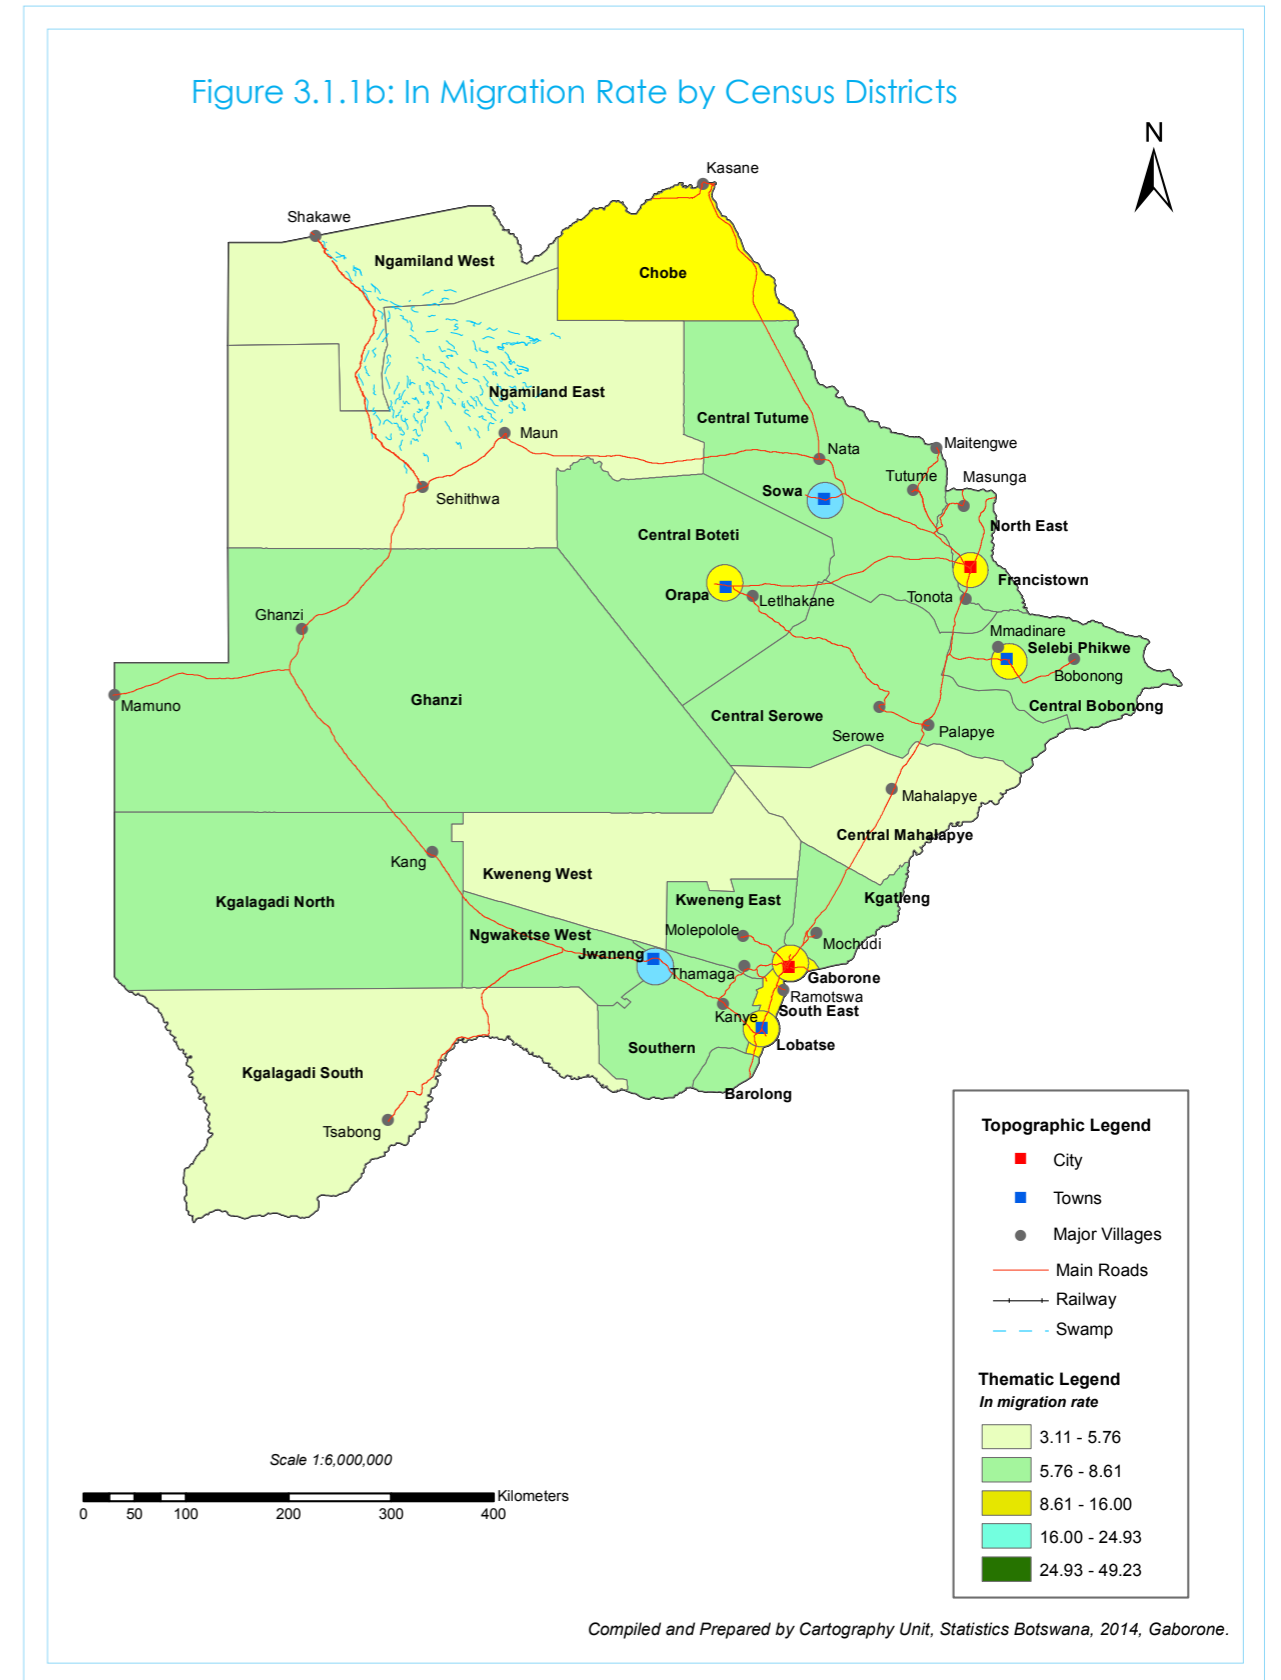 Figure 3.1.1b: In Migration Rate by Census Districts
N
Kasane
Shakawe
Ngamiland West
Chobe
Ngamiland East
Central Tutume
Maun
Nata
Maitengwe
Tutume
Masunga
Sehithwa
Sowa
North East
Central Boteti
Francistown
Orapa
Letlhakane
Tonota
Ghanzi
Mmadinare
Selebi Phikwe
Bobonong
Mamuno
Ghanzi
Central Serowe
Central Bobonong
Serowe
Palapye
Mahalapye
Central Mahalapye
Kang
Kweneng West
Kgalagadi North
Kweneng East
Kgatleng
Molepolole
Ngwaketse West
Mochudi
Jwaneng
Thamaga
Gaborone
Ramotswa
Kanye
South East
Southern
Lobatse
Kgalagadi South
Barolong
Tsabong
Topographic Legend
City
Towns
Major Villages
Main Roads
Railway
Swamp
Thematic Legend
In migration rate
3.11 - 5.76
5.76 - 8.61
8.61 - 16.00
16.00 - 24.93
24.93 - 49.23
Scale 1:6,000,000
Kilometers
0 50 100 200 300 400
Compiled and Prepared by Cartography Unit, Statistics Botswana, 2014, Gaborone.